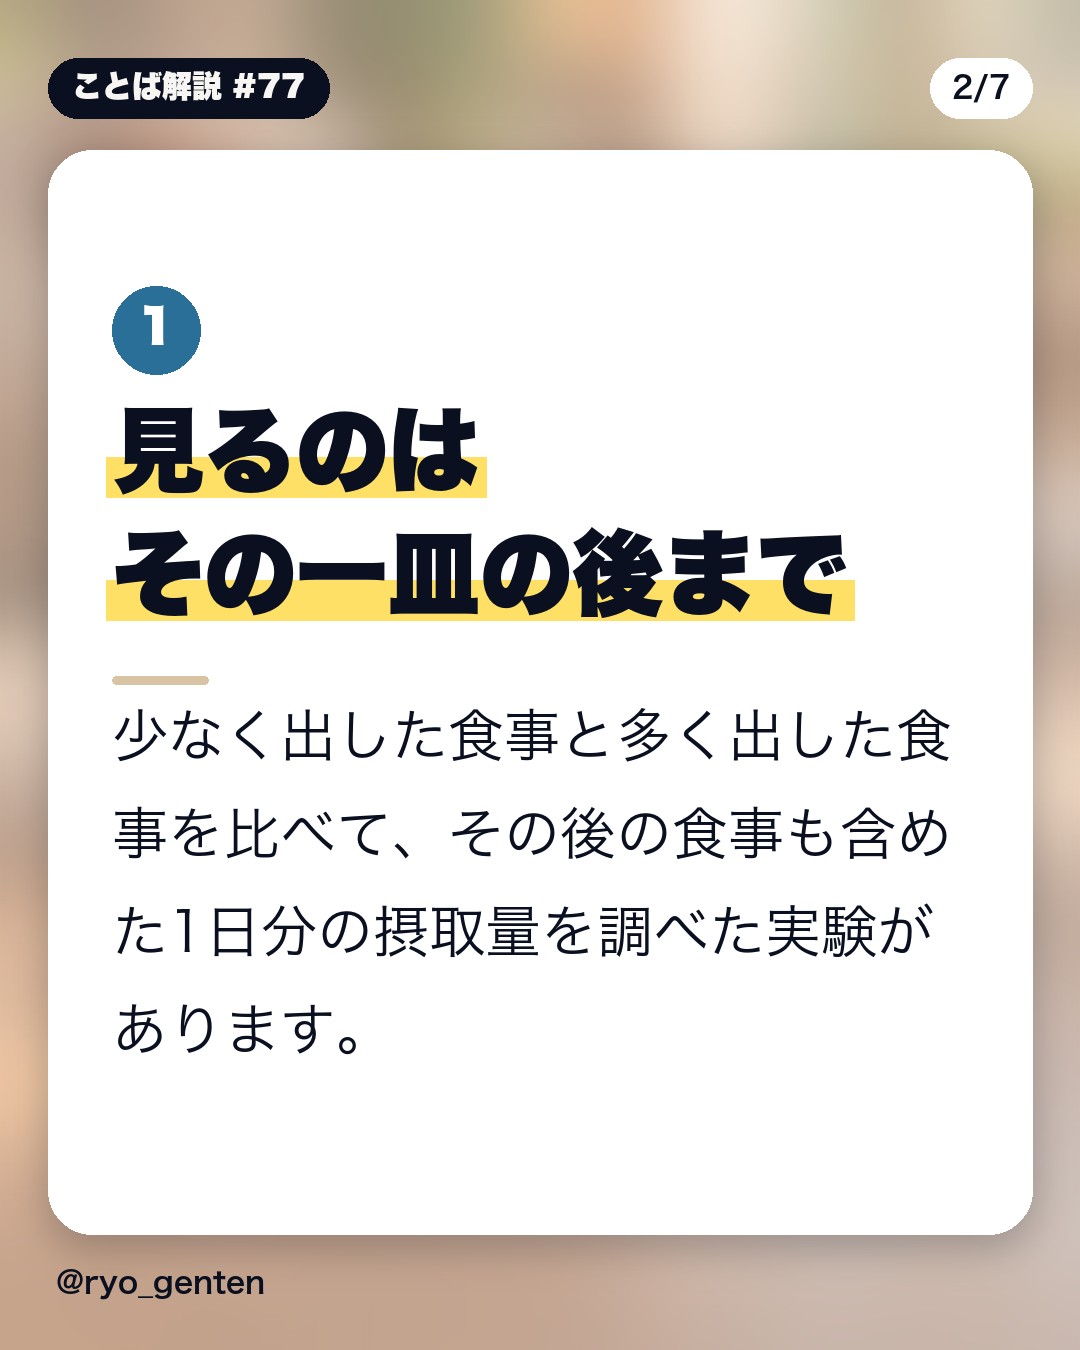 ことば解説 #77
2/7
1
見るのは
その一皿の後まで
少なく出した食事と多く出した食
事を比べて、その後の食事も含め
た1日分の摂取量を調べた実験が
あります。
@ryo_genten